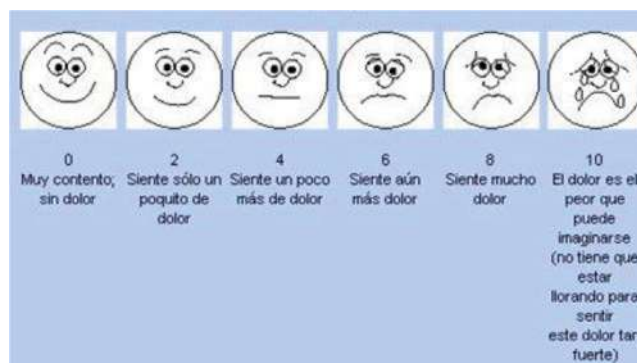 0
Muy contento;
sin dolor
2
Siente sólo un
poquito de
dolor
4
Siente un poco
más de dolor
6
Siente aún
más dolor
8
Siente mucho
dolor
10
El dolor es el
peor que
puede
imaginarse
(no tiene que
estar
llorando para
sentir
este dolor tan
fuerte)